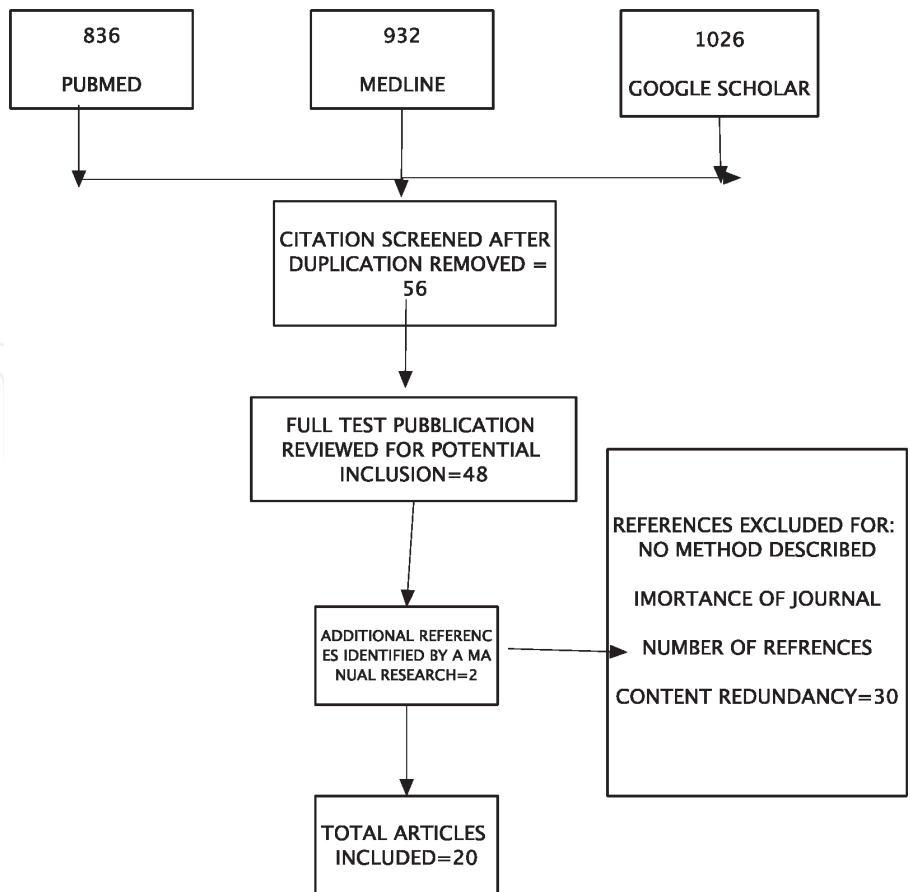 836
PUBMED
932
MEDLINE
1026
GOOGLE SCHOLAR
CITATION SCREENED AFTER
DUPLICATION REMOVED =
56
FULL TEST PUBBLICATION
REVIEWED FOR POTENTIAL
INCLUSION=48
REFERENCES EXCLUDED FOR:
NO METHOD DESCRIBED
IMORTANCE OF JOURNAL
NUMBER OF REFRENCES
CONTENT REDUNDANCY=30
ADDITIONAL REFERENC
ES IDENTIFIED BY A MA
NUAL RESEARCH=2
TOTAL ARTICLES
INCLUDED=20